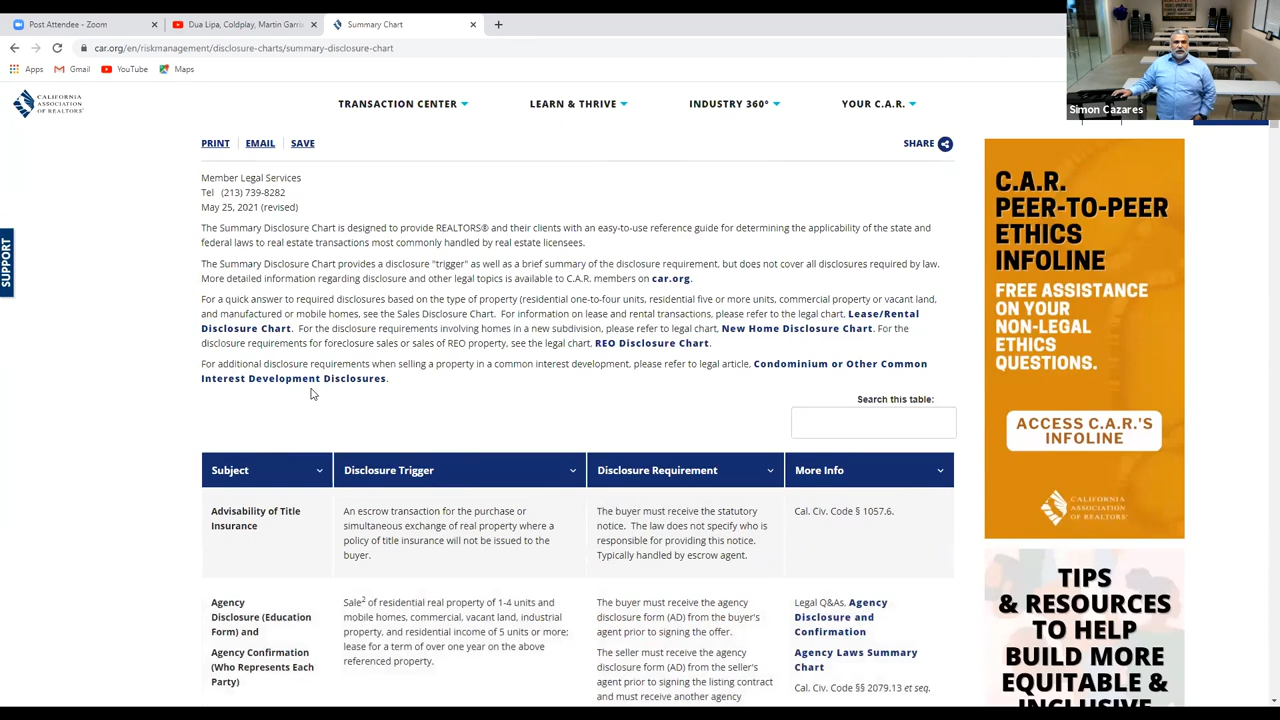 Post Attendee - Zoom
Dua Lipa, Coldplay, Martin Garri
Summary Chart
car.org/en/riskmanagement/disclosure-charts/summary-disclosure-chart
Apps Gmail YouTube Maps
Simon Cazares
CALIFORNIA
ASSOCIATION
OF REALTORS®
TRANSACTION CENTER LEARN & THRIVE INDUSTRY 360° YOUR C.A.R.
PRINT EMAIL SAVE
SHARE
SUPPORT
Member Legal Services
Tel (213) 739-8282
May 25, 2021 (revised)
The Summary Disclosure Chart is designed to provide REALTORS® and their clients with an easy-to-use reference guide for determining the applicability of the state and
federal laws to real estate transactions most commonly handled by real estate licensees.
The Summary Disclosure Chart provides a disclosure "trigger" as well as a brief summary of the disclosure requirement, but does not cover all disclosures required by law.
More detailed information regarding disclosure and other legal topics is available to C.A.R. members on car.org.
For a quick answer to required disclosures based on the type of property (residential one-to-four units, residential five or more units, commercial property or vacant land,
and manufactured or mobile homes, see the Sales Disclosure Chart. For information on lease and rental transactions, please refer to the legal chart, Lease/Rental
Disclosure Chart. For the disclosure requirements involving homes in a new subdivision, please refer to legal chart, New Home Disclosure Chart. For the
disclosure requirements for foreclosure sales or sales of REO property, see the legal chart, REO Disclosure Chart.
For additional disclosure requirements when selling a property in a common interest development, please refer to legal article, Condominium or Other Common
Interest Development Disclosures.
Search this table:
Subject Disclosure Trigger Disclosure Requirement More Info
Advisability of Title
Insurance
An escrow transaction for the purchase or
simultaneous exchange of real property where a
policy of title insurance will not be issued to the
buyer.
The buyer must receive the statutory
notice. The law does not specify who is
responsible for providing this notice.
Typically handled by escrow agent.
Cal. Civ. Code § 1057.6.
Agency
Disclosure (Education
Form) and
Agency Confirmation
(Who Represents Each
Party)
Sale2 of residential real property of 1-4 units and
mobile homes, commercial, vacant land, industrial
property, and residential income of 5 units or more;
lease for a term of over one year on the above
referenced property.
The buyer must receive the agency
disclosure form (AD) from the buyer's
agent prior to signing the offer.
The seller must receive the agency
disclosure form (AD) from the seller's
agent prior to signing the listing contract
and must receive another agency
Legal Q&As, Agency
Disclosure and
Confirmation
Agency Laws Summary
Chart
Cal. Civ. Code §§ 2079.13 et seq.
C.A.R.
PEER-TO-PEER
ETHICS
INFOLINE
FREE ASSISTANCE
ON YOUR
NON-LEGAL
ETHICS
QUESTIONS.
ACCESS C.A.R.'S
INFOLINE
CALIFORNIA
ASSOCIATION
OF REALTORS®
TIPS
& RESOURCES
TO HELP
BUILD MORE
EQUITABLE &
INCLUSIVE